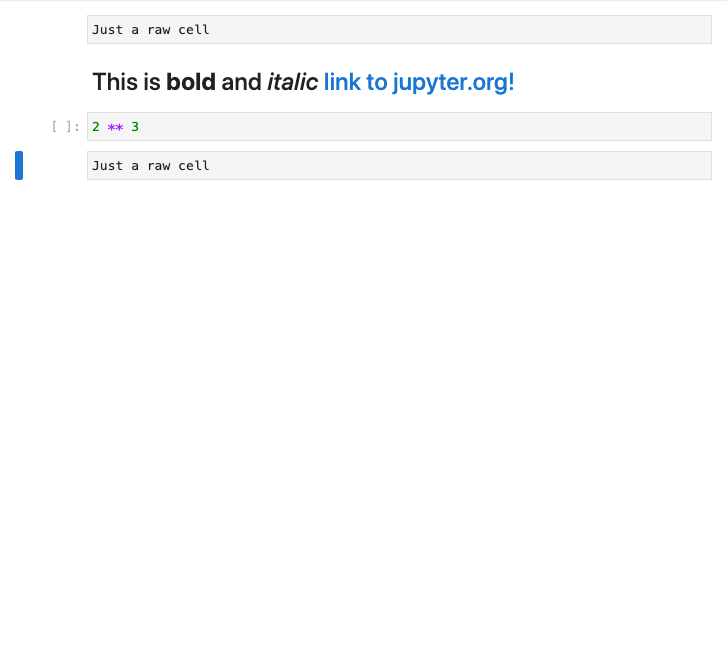 Just a raw cell
This is bold and italic link to jupyter.org!
[ ]: 2 ** 3
Just a raw cell